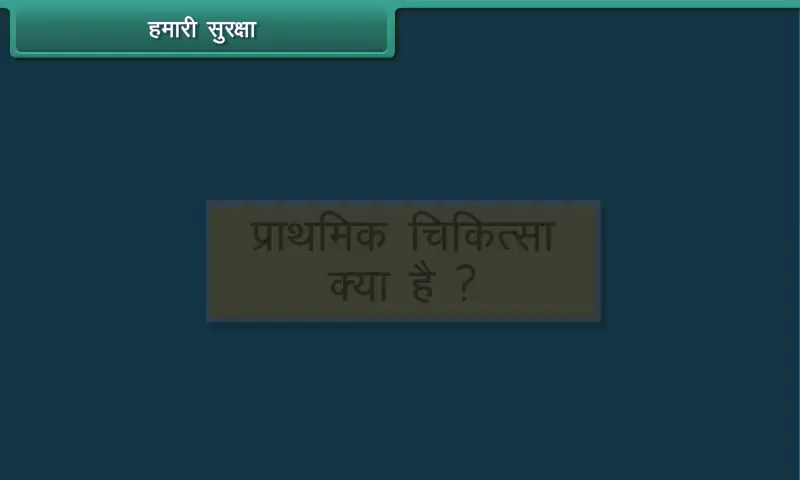 हमारी सुरक्षा
प्राथमिक चिकित्सा
क्या है ?